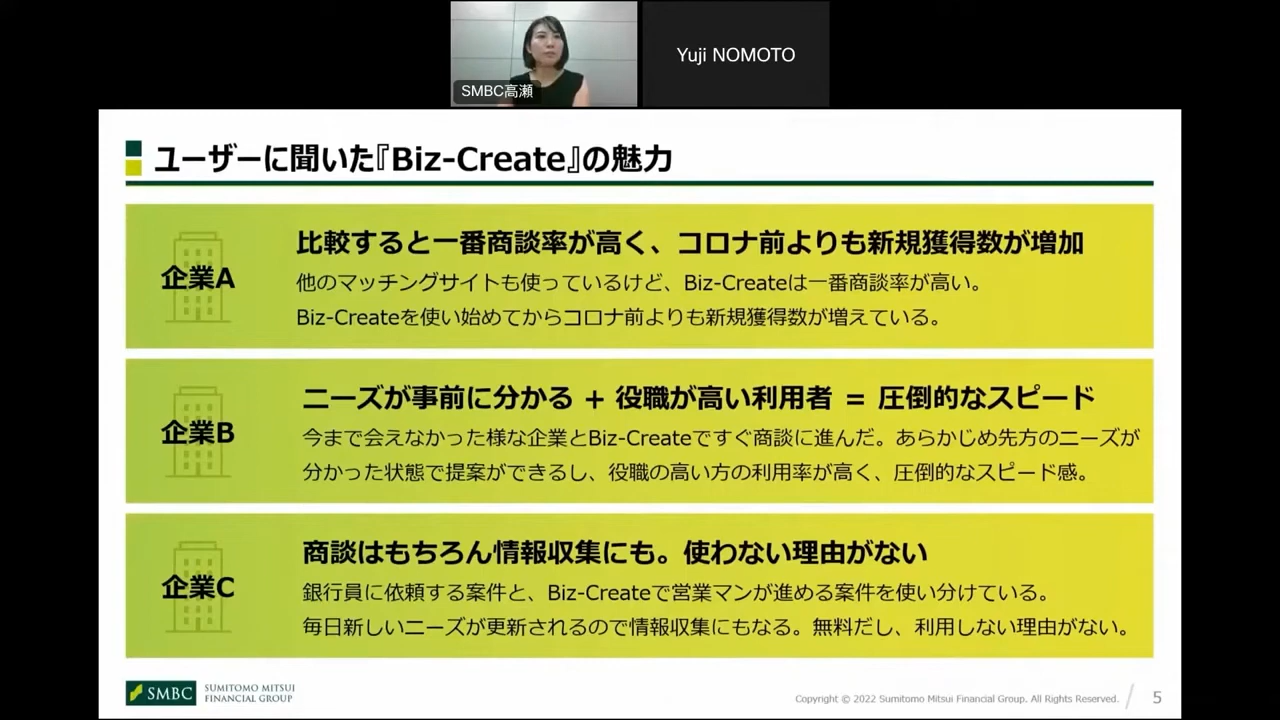 SMBC高瀬
Yuji NOMOTO
ユーザーに聞いた『Biz-Create』の魅力
企業A
比較すると一番商談率が高く、コロナ前よりも新規獲得数が増加
他のマッチングサイトも使っているけど、Biz-Createは一番商談率が高い。
Biz-Createを使い始めてからコロナ前よりも新規獲得数が増えている。
企業B
ニーズが事前に分かる + 役職が高い利用者 = 圧倒的なスピード
今まで会えなかった様な企業とBiz-Createですぐ商談に進んだ。あらかじめ先方のニーズが
分かった状態で提案ができるし、役職の高い方の利用率が高く、圧倒的なスピード感。
企業C
商談はもちろん情報収集にも。使わない理由がない
銀行員に依頼する案件と、Biz-Createで営業マンが進める案件を使い分けている。
毎日新しいニーズが更新されるので情報収集にもなる。無料だし、利用しない理由がない。
SMBC
SUMITOMO MITSUI
FINANCIAL GROUP
Copyright © 2022 Sumitomo Mitsui Financial Group. All Rights Reserved.
5